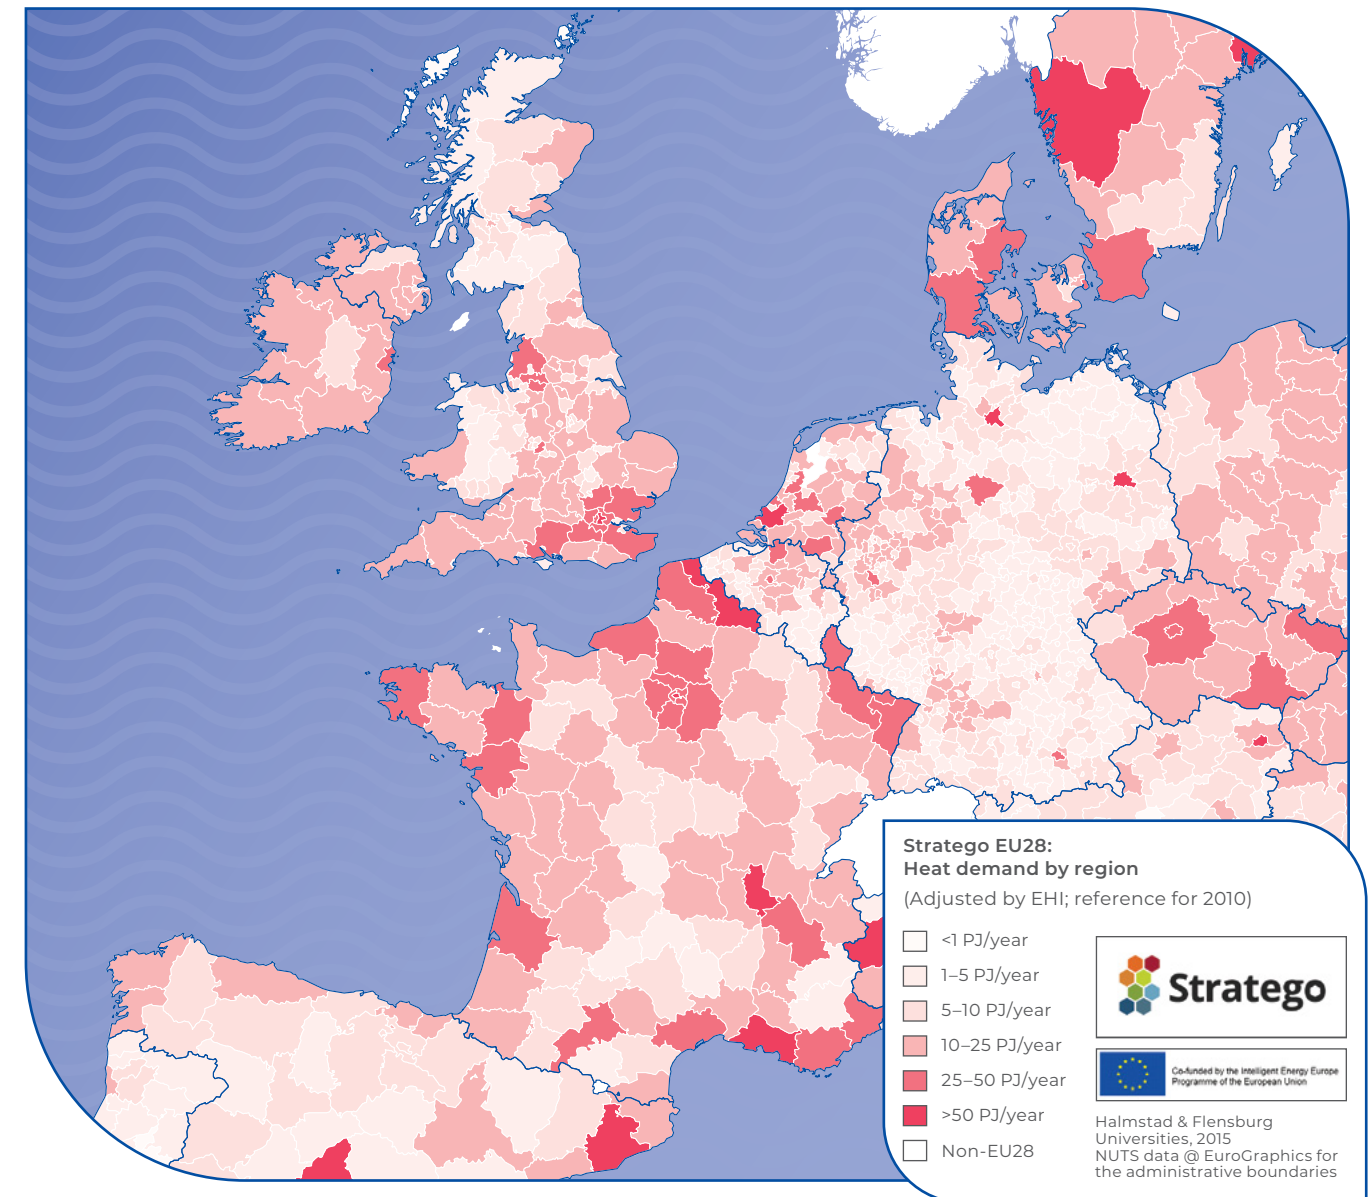 Stratego EU28:
Heat demand by region
(Adjusted by EHI; reference for 2010)
<1 PJ/year
1–5 PJ/year
5–10 PJ/year
10–25 PJ/year
25–50 PJ/year
>50 PJ/year
Non-EU28
Stratego
Co-funded by the Intelligent Energy Europe
Programme of the European Union
Halmstad & Flensburg
Universities, 2015
NUTS data @ EuroGraphics for
the administrative boundaries